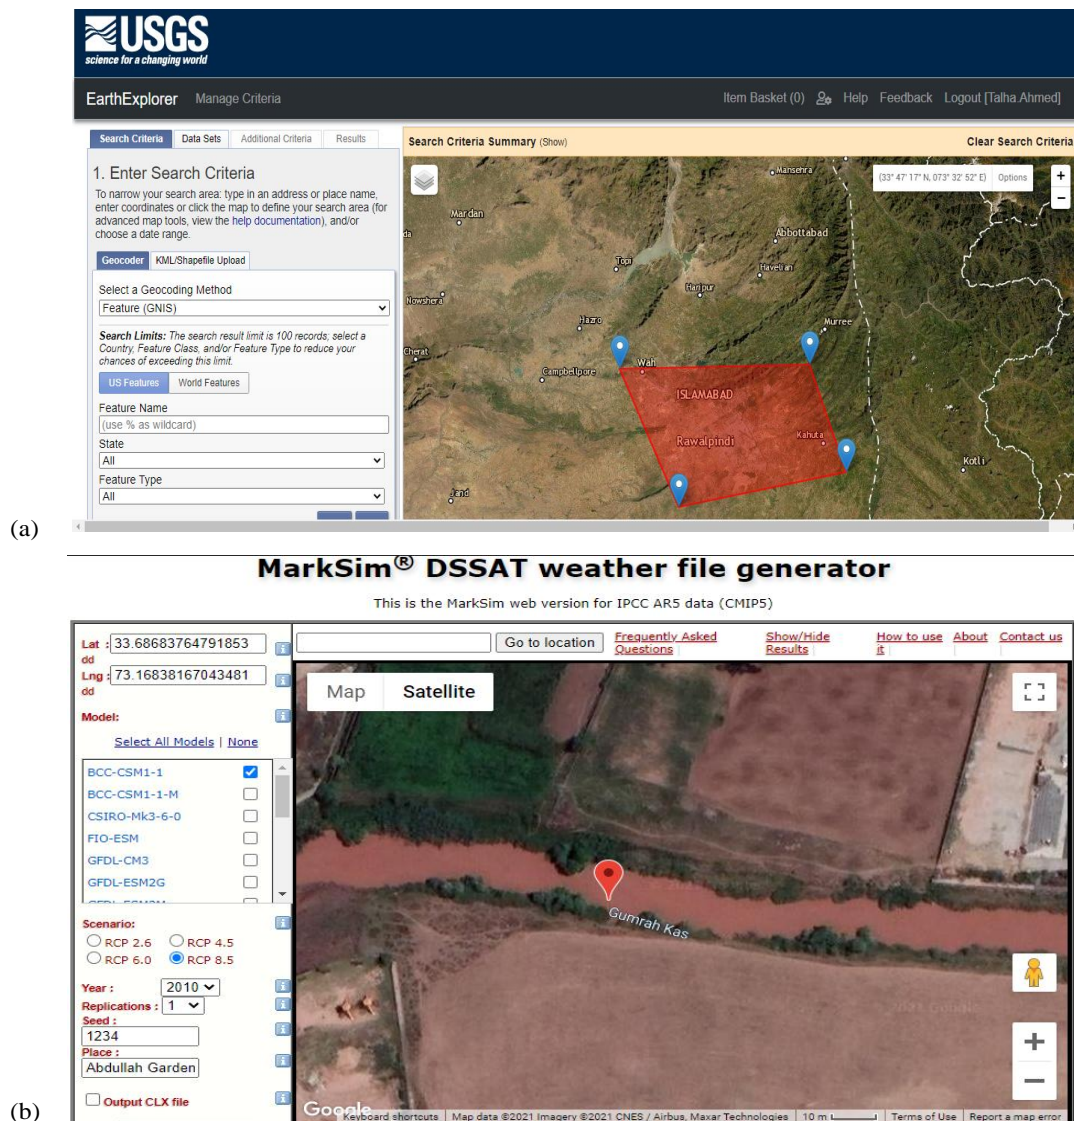 USGS
science for a changing world
EarthExplorer Manage Criteria Item Basket (0) Help Feedback Logout [Talha.Ahmed]
Search Criteria Data Sets Additional Criteria Results
1. Enter Search Criteria
To narrow your search area: type in an address or place name,
enter coordinates or click the map to define your search area (for
advanced map tools, view the help documentation), and/or
choose a date range.
Geocoder KML/Shapefile Upload
Select a Geocoding Method
Feature (GNIS)
Search Limits: The search result limit is 100 records; select a
Country, Feature Class, and/or Feature Type to reduce your
chances of exceeding this limit.
US Features World Features
Feature Name
(use % as wildcard)
State
All
Feature Type
All
Search Criteria Summary (Show) Clear Search Criteria
(33° 47' 17" N, 073° 32' 52" E) Options
+
−
Mansehra
Mardan
da
Abbottabad
Topi
Havelian
Haripur
Nowshera
Hazro
Murree
Cherat
Wah
Campbellpore
ISLAMABAD
Rawalpindi
Kahuta
Kotli
Jand
(a)
MarkSim® DSSAT weather file generator
This is the MarkSim web version for IPCC AR5 data (CMIP5)
Lat : 33.68683764791853
dd
Lng : 73.16838167043481
dd
Model:
Select All Models | None
BCC-CSM1-1
BCC-CSM1-1-M
CSIRO-Mk3-6-0
FIO-ESM
GFDL-CM3
GFDL-ESM2G
GFDL-ESM2M
Scenario:
RCP 2.6 RCP 4.5
RCP 6.0 RCP 8.5
Year : 2010
Replications : 1
Seed :
1234
Place :
Abdullah Garden
Output CLX file
Go to location
Frequently Asked Questions
Show/Hide Results
How to use it
About
Contact us
Map Satellite
Gumrah Kas
+
−
Google
Keyboard shortcuts Map data ©2021 Imagery ©2021 CNES / Airbus, Maxar Technologies 10 m Terms of Use Report a map error
(b)